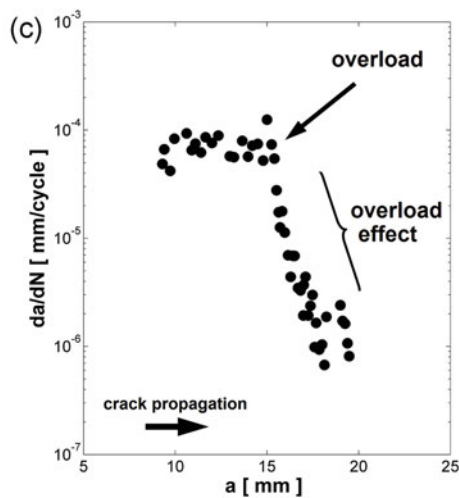 (c)
10⁻³
overload
10⁻⁴
overload
effect
da/dN [ mm/cycle]
10⁻⁵
10⁻⁶
crack propagation
10⁻⁷
5 10 15 20 25
a [ mm]